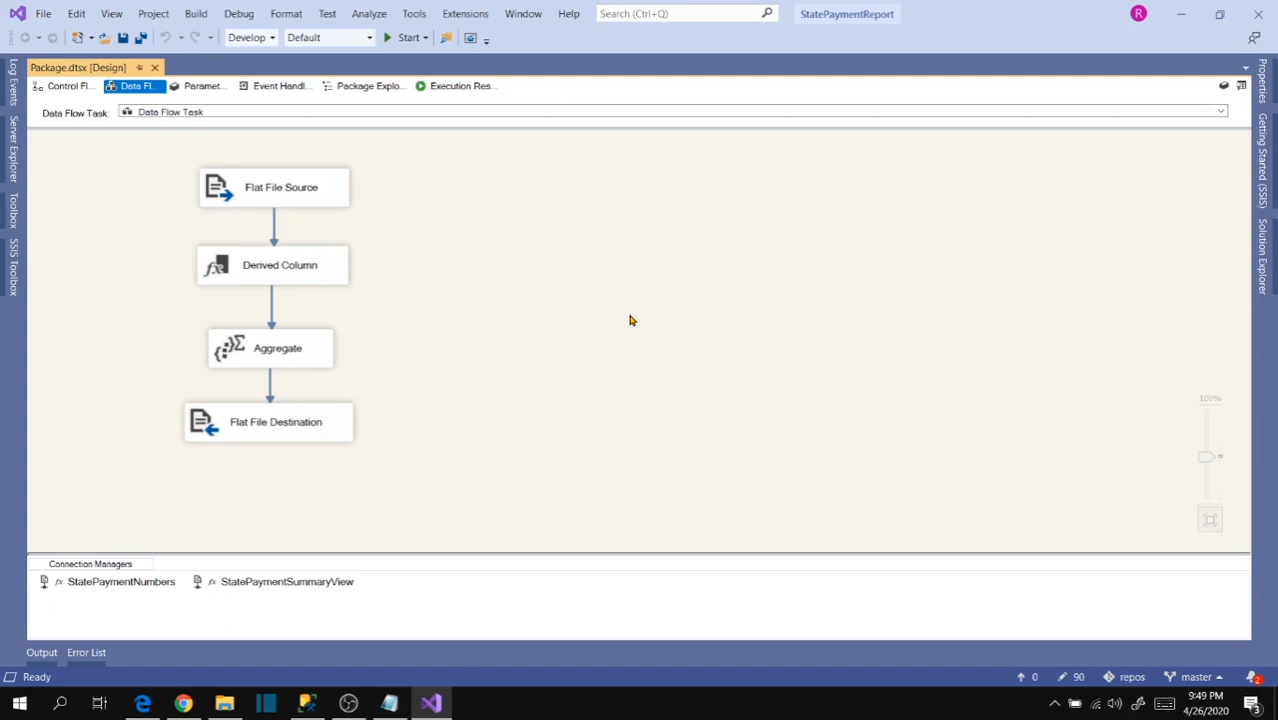 File Edit View Project Build Debug Format Test Analyze Tools Extensions Window Help Search (Ctrl+Q) StatePaymentReport R
Develop Default Start
Package.dtsx [Design]
Control Fl... Data Fl... Paramet... Event Handl... Package Explo... Execution Res...
Data Flow Task: Data Flow Task
Log Events
Server Explorer
Toolbox
SSIS Toolbox
Flat File Source
Derived Column
Aggregate
Flat File Destination
100%
Properties
Getting Started (SSIS)
Solution Explorer
Connection Managers
fx StatePaymentNumbers fx StatePaymentSummaryView
Output Error List
Ready 0 90 repos master 2
9:49 PM
4/26/2020
3